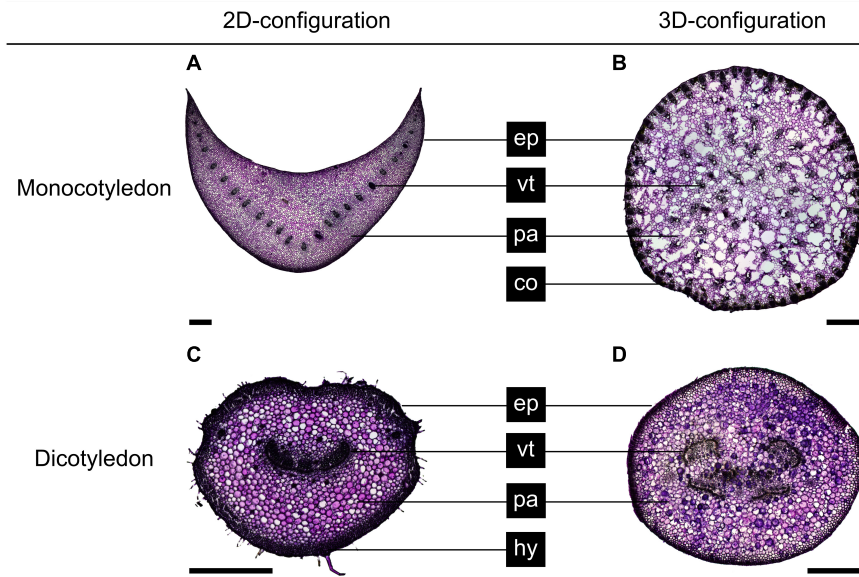 2D-configuration 3D-configuration
A B
ep
vt
Monocotyledon
pa
co
C D
ep
vt
Dicotyledon
pa
hy